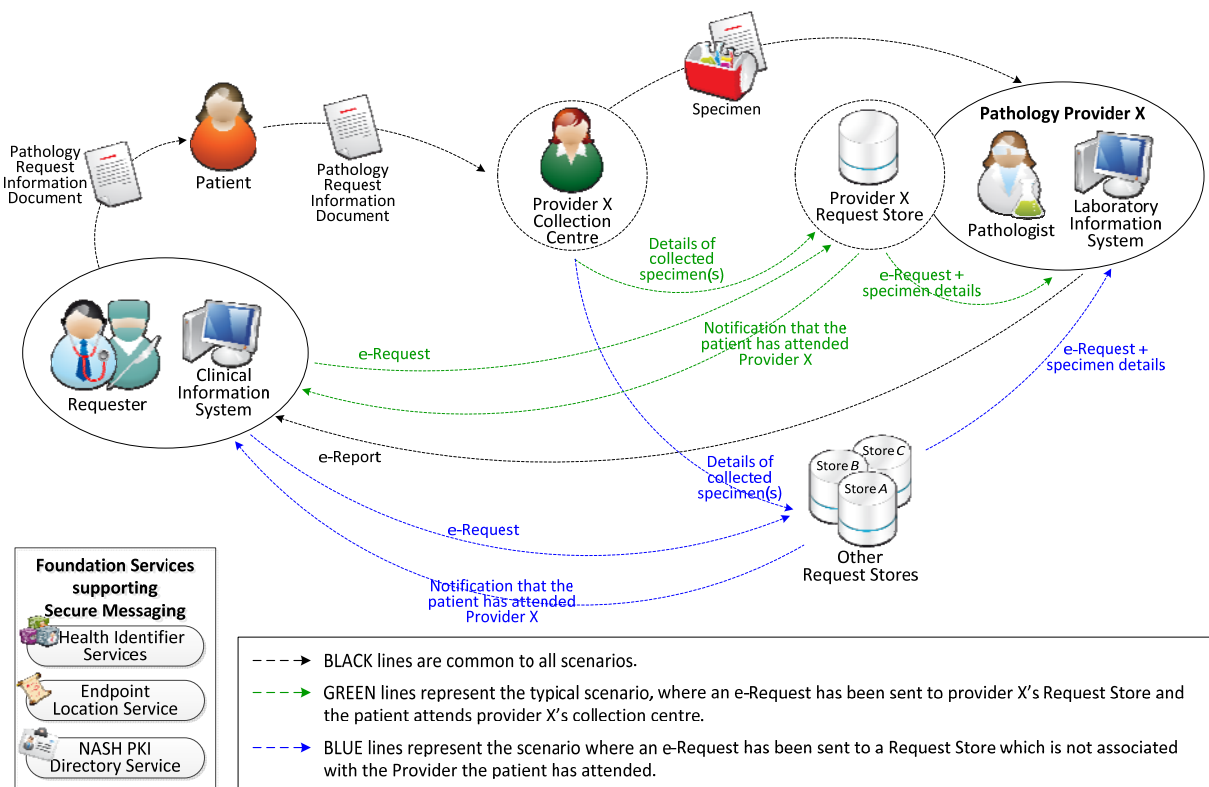 Specimen
Pathology Provider X
Pathology
Request
Information
Document
Patient
Pathology
Request
Information
Document
Provider X
Collection
Centre
Provider X
Request Store
Pathologist
Laboratory
Information
System
Details of
collected
specimen(s)
e-Request +
specimen details
Notification that the
patient has attended
Provider X
e-Request
e-Request +
specimen details
Requester
Clinical
Information
System
e-Report
Details of
collected
specimen(s)
Store C
Store B
Store A
Other
Request Stores
e-Request
Notification that the
patient has attended
Provider X
Foundation Services
supporting
Secure Messaging
Health Identifier
Services
Endpoint
Location Service
NASH PKI
Directory Service
BLACK lines are common to all scenarios.
GREEN lines represent the typical scenario, where an e-Request has been sent to provider X's Request Store and
the patient attends provider X's collection centre.
BLUE lines represent the scenario where an e-Request has been sent to a Request Store which is not associated
with the Provider the patient has attended.